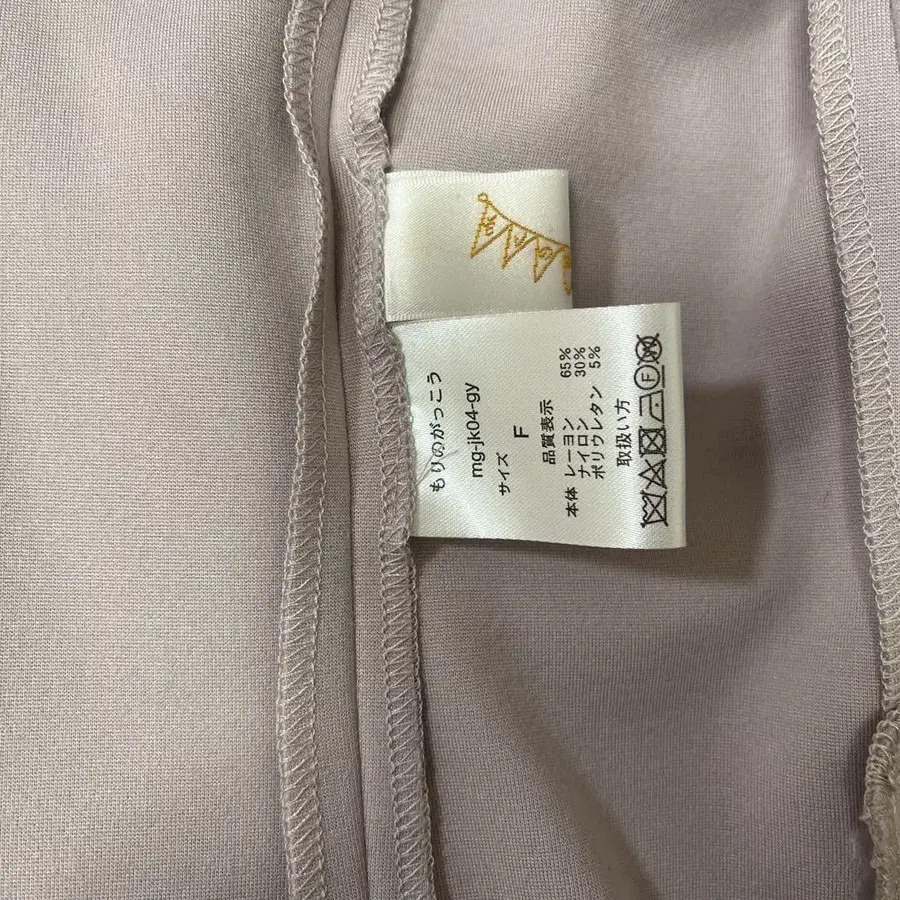 もりのがっこう
mg-jk04-gy
サイズ
F
品質表示
本体 レーヨン 65%
ナイロン 30%
ポリウレタン 5%
取扱い方
F W